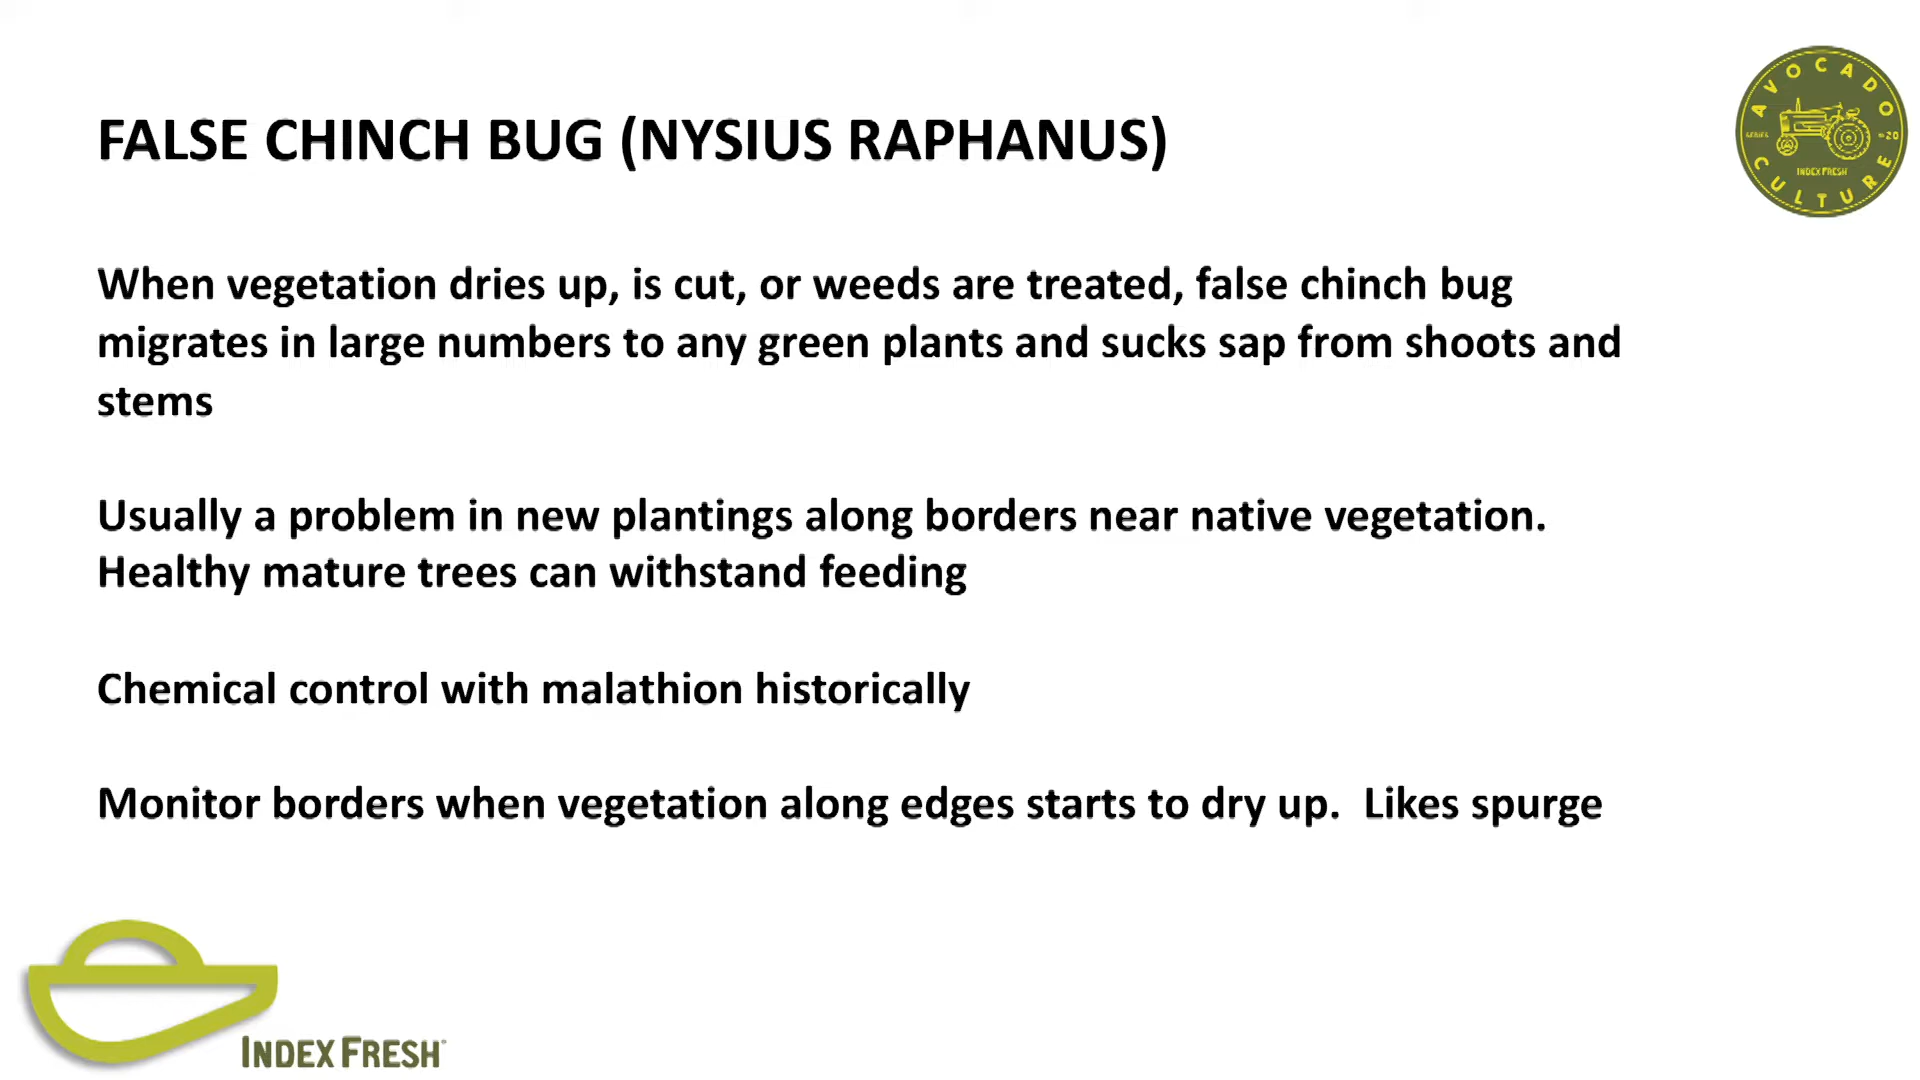 FALSE CHINCH BUG (NYSIUS RAPHANUS)
AVOCADO
SERIES
INDEX FRESH
CULTURE
When vegetation dries up, is cut, or weeds are treated, false chinch bug
migrates in large numbers to any green plants and sucks sap from shoots and
stems
Usually a problem in new plantings along borders near native vegetation.
Healthy mature trees can withstand feeding
Chemical control with malathion historically
Monitor borders when vegetation along edges starts to dry up.  Likes spurge
INDEX FRESH